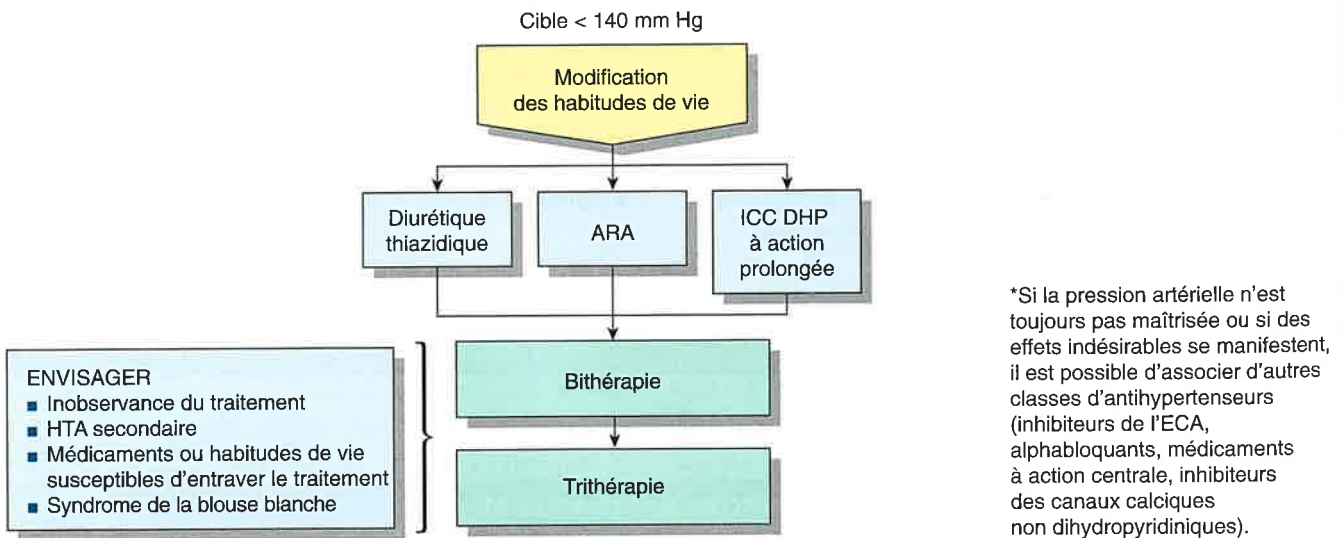 Cible < 140 mm Hg
Modification
des habitudes de vie
Diurétique
thiazidique
ARA
ICC DHP
à action
prolongée
*Si la pression artérielle n'est
toujours pas maîtrisée ou si des
effets indésirables se manifestent,
il est possible d'associer d'autres
classes d'antihypertenseurs
(inhibiteurs de l'ECA,
alphabloquants, médicaments
à action centrale, inhibiteurs
des canaux calciques
non dihydropyridiniques).
ENVISAGER
■ Inobservance du traitement
■ HTA secondaire
■ Médicaments ou habitudes de vie
susceptibles d'entraver le traitement
■ Syndrome de la blouse blanche
Bithérapie
Trithérapie